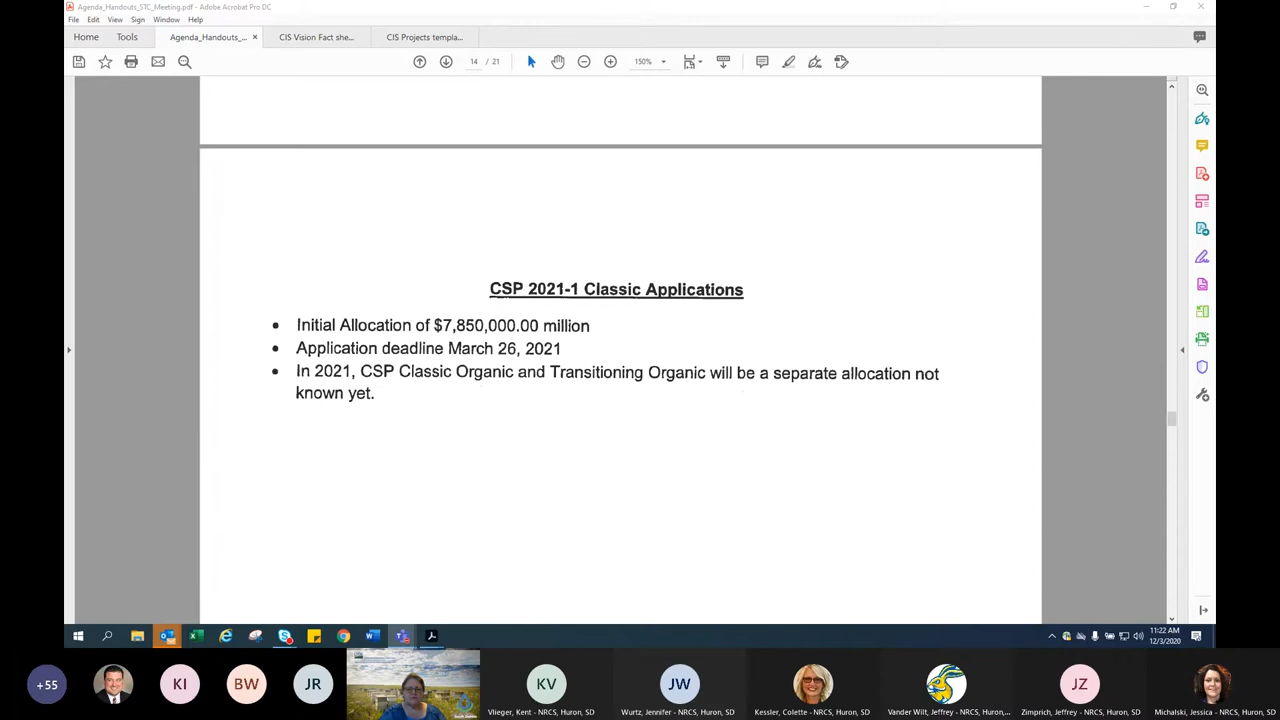 Agenda_Handouts_STC_Meeting.pdf - Adobe Acrobat Pro DC
File Edit View Sign Window Help
Home Tools Agenda_Handouts_... × CIS Vision Fact she... CIS Projects templa...
14 / 21 150%
CSP 2021-1 Classic Applications
• Initial Allocation of $7,850,000.00 million
• Application deadline March 26, 2021
• In 2021, CSP Classic Organic and Transitioning Organic will be a separate allocation not
known yet.
11:22 AM
12/3/2020
+55 KI BW JR KV JW JZ
Vlieger, Kent - NRCS, Huron, SD Wurtz, Jennifer - NRCS, Huron, SD Kessler, Colette - NRCS, Huron, SD Vander Wilt, Jeffrey - NRCS, Huron,... Zimprich, Jeffrey - NRCS, Huron, SD Michalski, Jessica - NRCS, Huron, SD